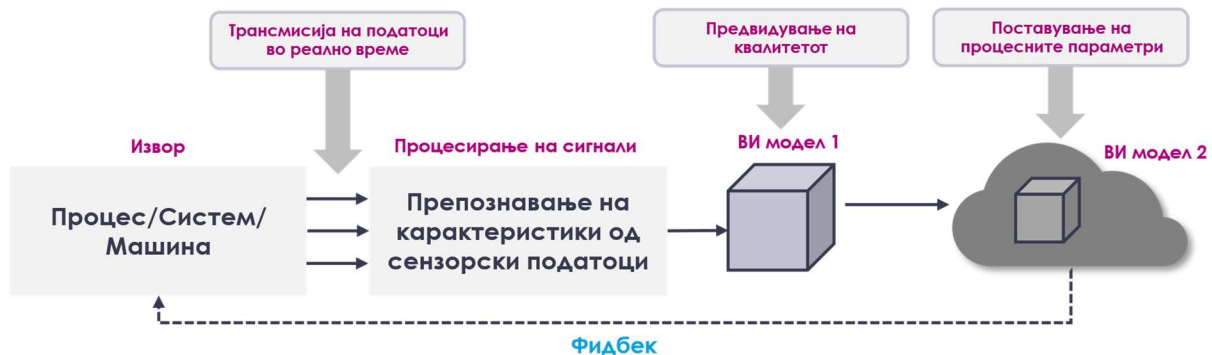 Трансмисија на податоци
во реално време
Предвидување на
квалитетот
Поставување на
процесните параметри
Извор
Процесирање на сигнали
ВИ модел 1
ВИ модел 2
Процес/Систем/
Машина
Препознавање на
карактеристики од
сензорски податоци
Фидбек